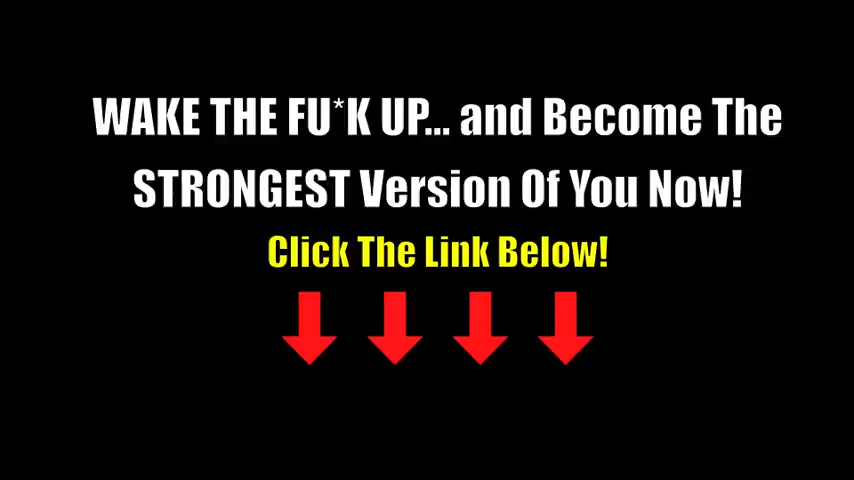 WAKE THE FU*K UP... and Become The
STRONGEST Version Of You Now!
Click The Link Below!